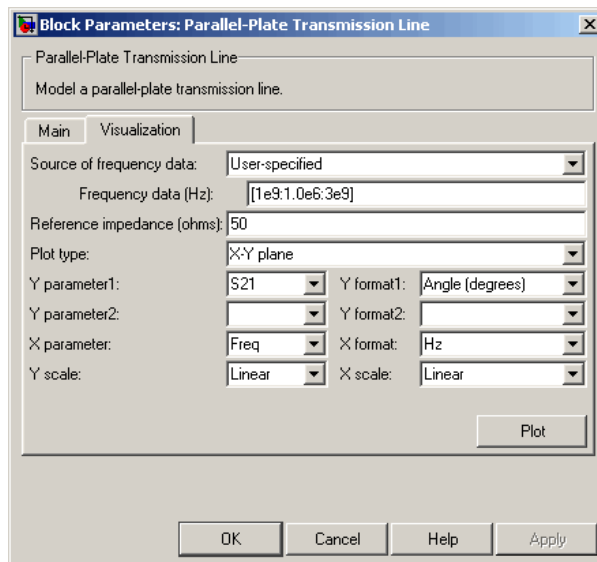 Block Parameters: Parallel-Plate Transmission Line
Parallel-Plate Transmission Line
Model a parallel-plate transmission line.
Main Visualization
Source of frequency data: User-specified
Frequency data (Hz): [1e9:1.0e6:3e9]
Reference impedance (ohms): 50
Plot type: X-Y plane
Y parameter1: S21 Y format1: Angle (degrees)
Y parameter2: Y format2:
X parameter: Freq X format: Hz
Y scale: Linear X scale: Linear
Plot
OK Cancel Help Apply